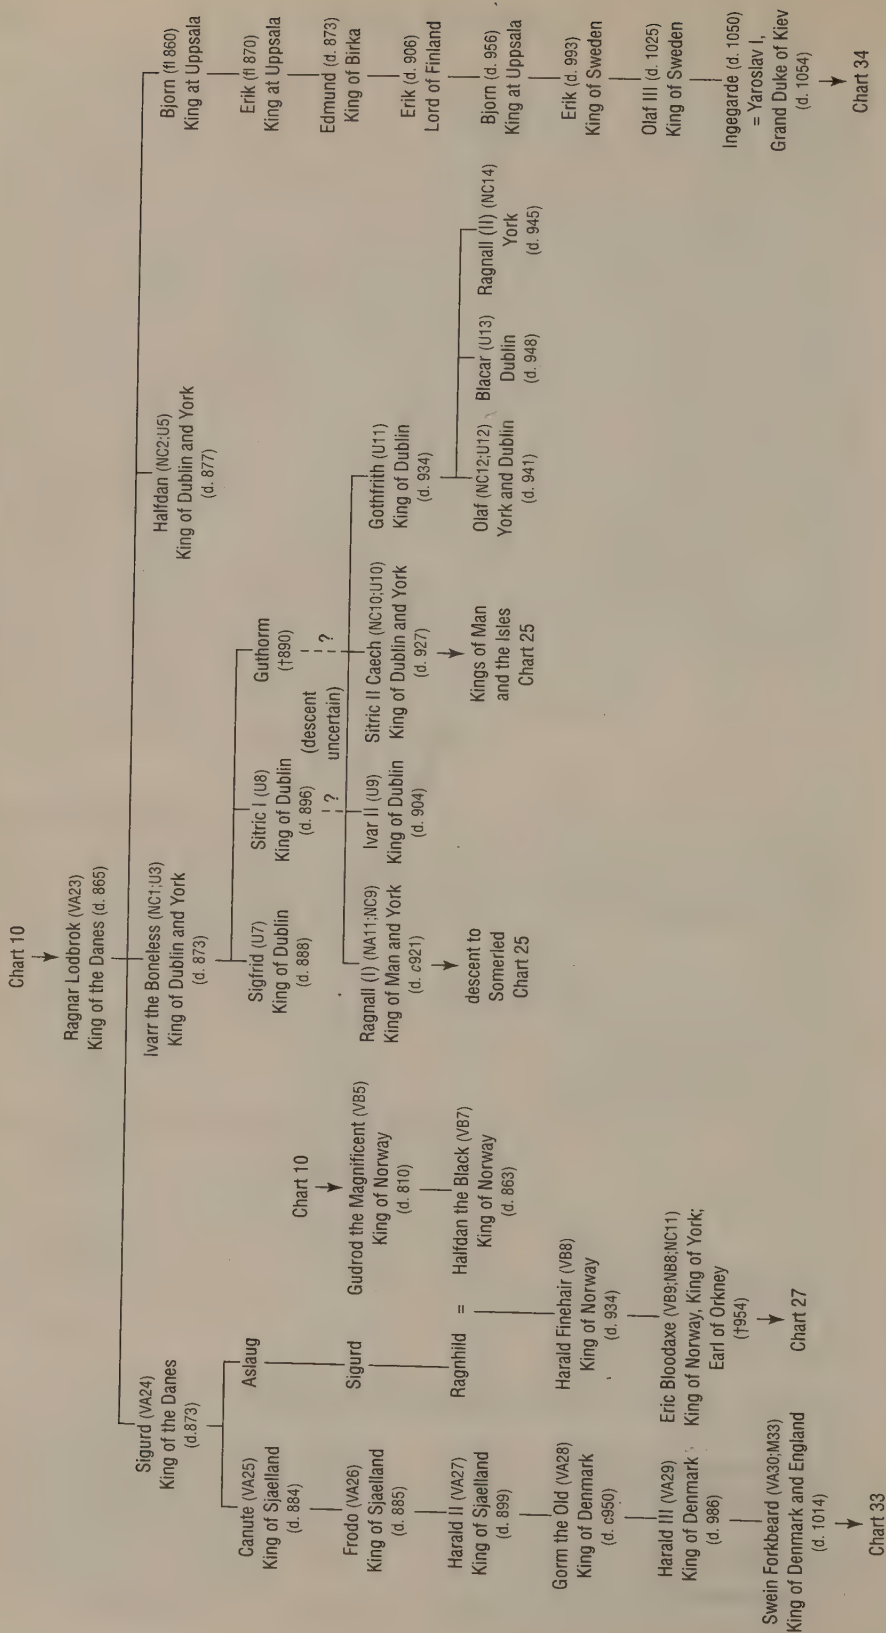 Chart 10
Ragnar Lodbrok (VA23)
King of the Danes (d. 865)
Sigurd (VA24)
King of the Danes
(d.873)
Ivarr the Boneless (NC1;U3)
King of Dublin and York
(d. 873)
Halfdan (NC2;U5)
King of Dublin and York
(d. 877)
Bjorn (fl 860)
King at Uppsala
Canute (VA25)
King of Sjaelland
(d. 884)
Aslaug
Chart 10
Sigfrid (U7)
King of Dublin
(d. 888)
Sitric I (U8)
King of Dublin
(d. 896)
Guthorm
(†890)
Erik (fl 870)
King at Uppsala
?
(descent
uncertain)
?
Frodo (VA26)
King of Sjaelland
(d. 885)
Sigurd
Gudrod the Magnificent (VB5)
King of Norway
(d. 810)
Ragnall (I) (NA11;NC9)
King of Man and York
(d. c921)
Ivar II (U9)
King of Dublin
(d. 904)
Sitric II Caech (NC10;U10)
King of Dublin and York
(d. 927)
Gothfrith (U11)
King of Dublin
(d. 934)
Edmund (d. 873)
King of Birka
Harald II (VA27)
King of Sjaelland
(d. 899)
Ragnhild
=
Halfdan the Black (VB7)
King of Norway
(d. 863)
descent to
Somerled
Chart 25
Kings of Man
and the Isles
Chart 25
Olaf (NC12;U12)
York and Dublin
(d. 941)
Blacar (U13)
Dublin
(d. 948)
Ragnall (II) (NC14)
York
(d. 945)
Erik (d. 906)
Lord of Finland
Gorm the Old (VA28)
King of Denmark
(d. c950)
Harald Finehair (VB8)
King of Norway
(d. 934)
Bjorn (d. 956)
King at Uppsala
Harald III (VA29)
King of Denmark
(d. 986)
Eric Bloodaxe (VB9;NB8;NC11)
King of Norway, King of York;
Earl of Orkney
(†954)
Erik (d. 993)
King of Sweden
Swein Forkbeard (VA30;M33)
King of Denmark and England
(d. 1014)
Chart 27
Olaf III (d. 1025)
King of Sweden
Chart 33
Ingegarde (d. 1050)
= Yaroslav I,
Grand Duke of Kiev
(d. 1054)
Chart 34